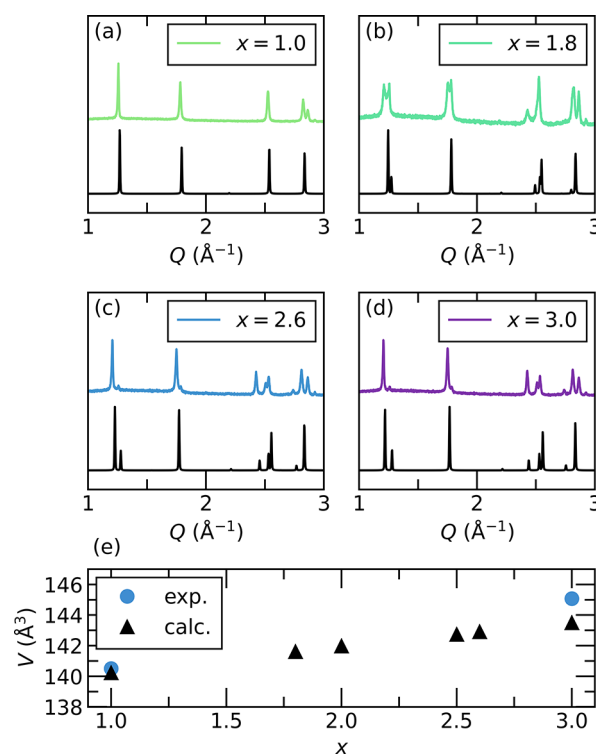 (a)
x = 1.0
(b)
x = 1.8
1 2 3
1 2 3
Q (Å⁻¹)
Q (Å⁻¹)
(c)
x = 2.6
(d)
x = 3.0
1 2 3
1 2 3
Q (Å⁻¹)
Q (Å⁻¹)
(e)
146
144
142
140
138
V (Å³)
exp.
calc.
1.0 1.5 2.0 2.5 3.0
x